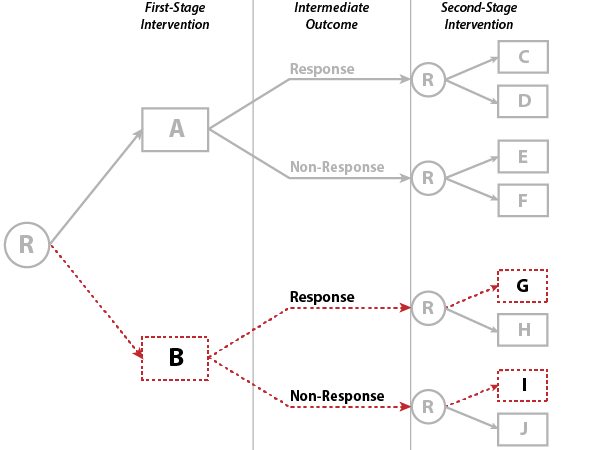 First-Stage
Intervention
Intermediate
Outcome
Second-Stage
Intervention
Response
R
C
D
A
Non-Response
R
E
F
R
Response
R
G
H
B
Non-Response
R
I
J